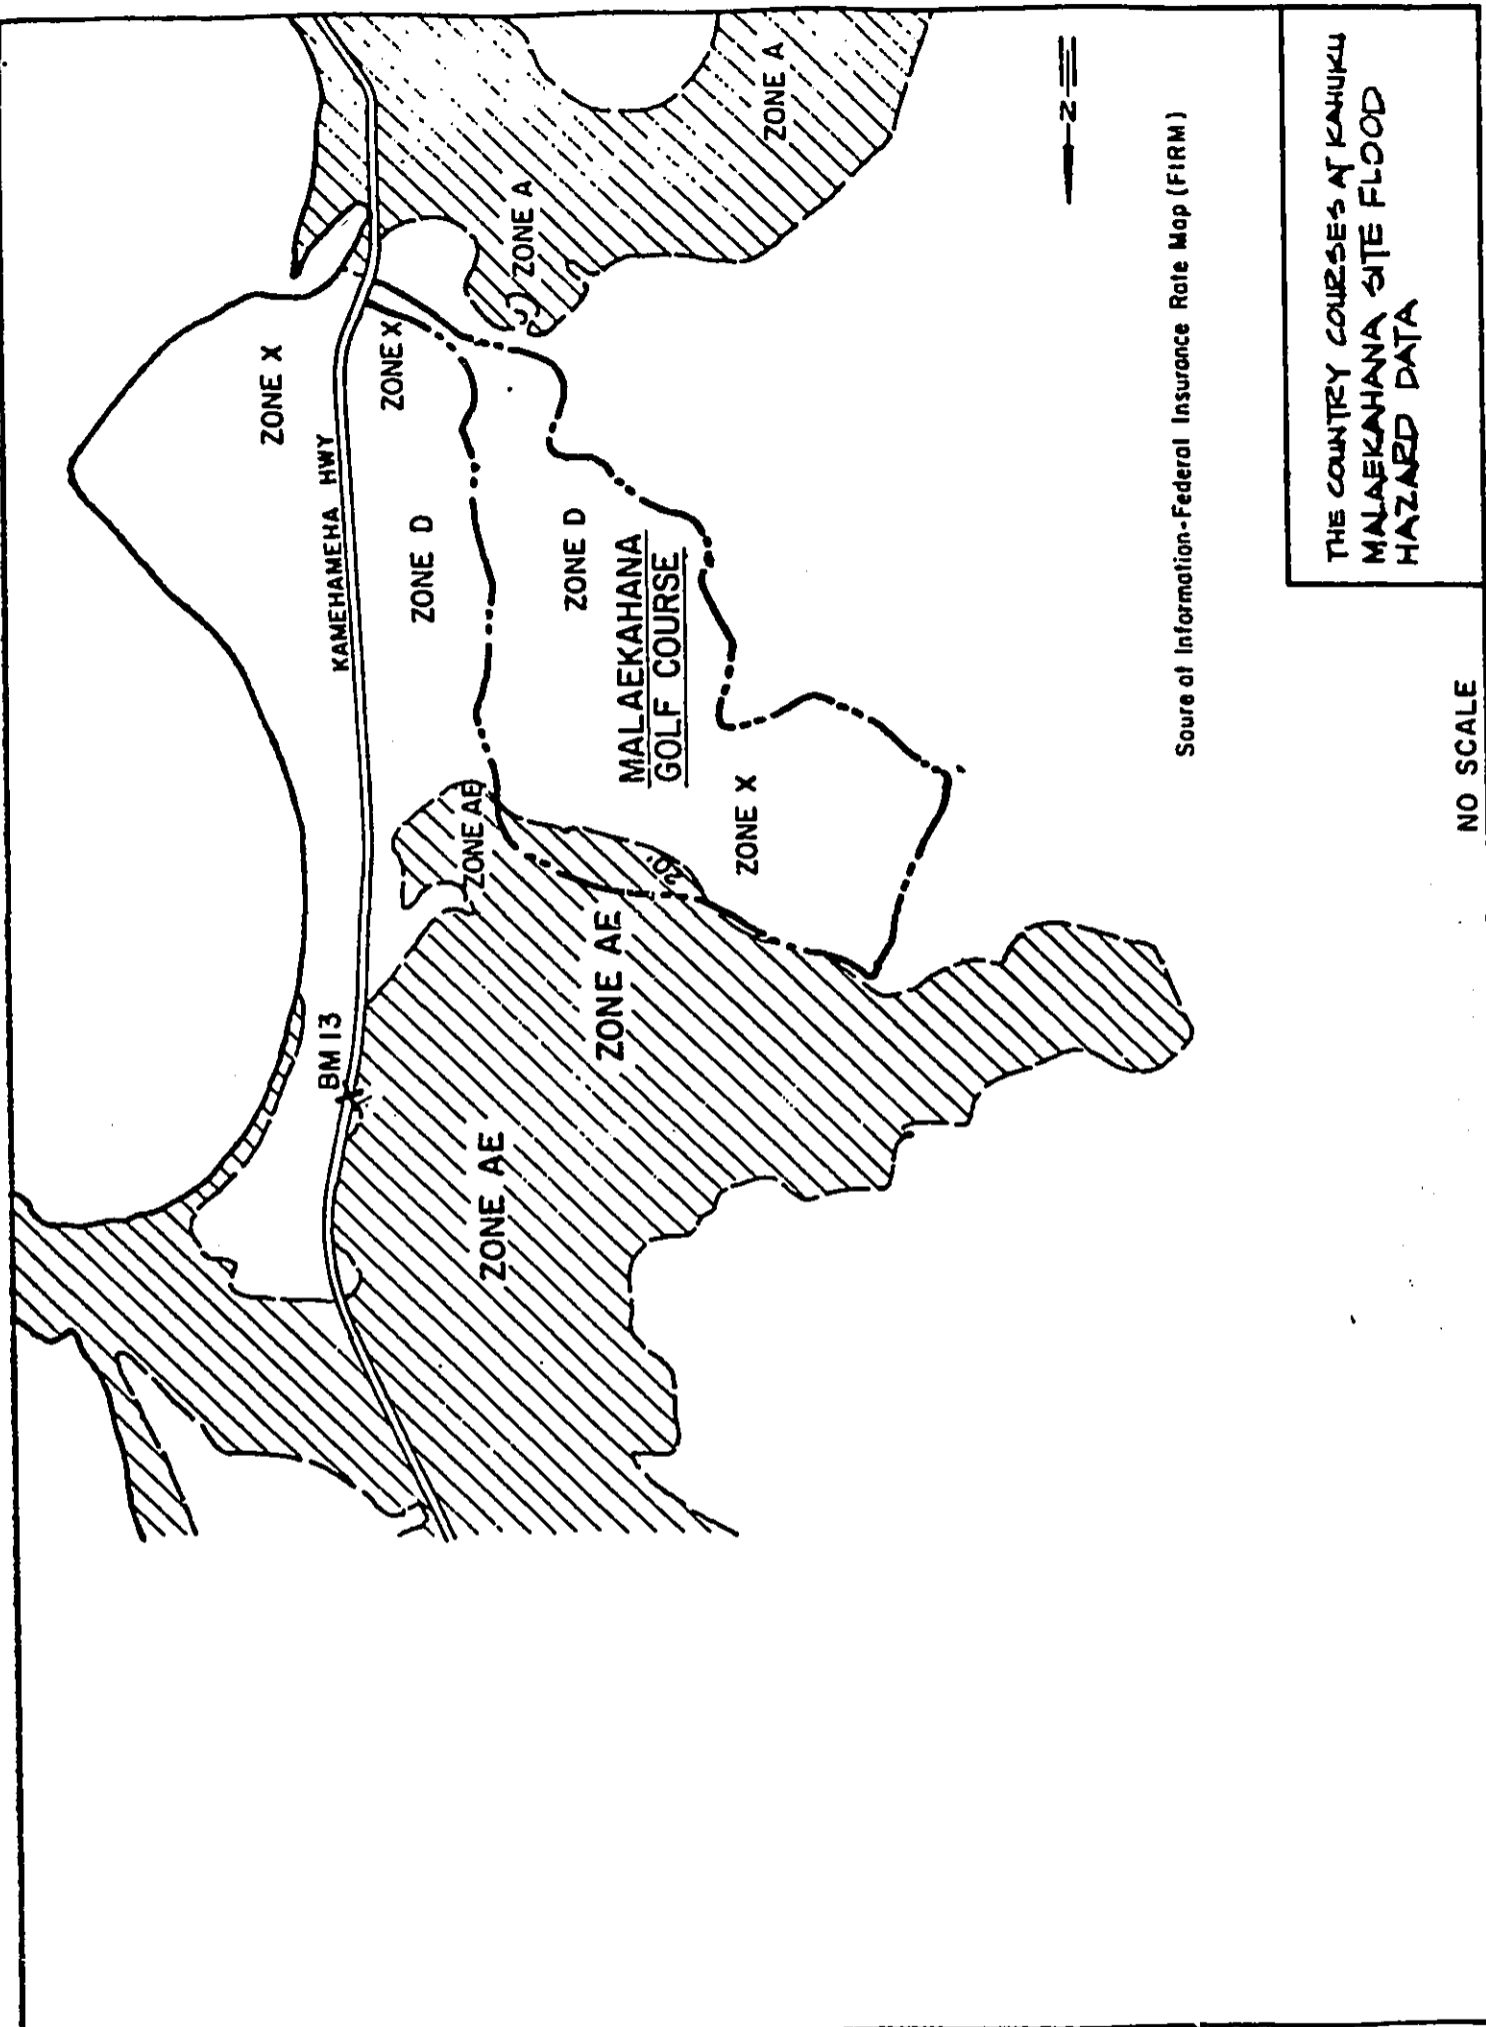 ZONE A
ZONE A
ZONE X
ZONE X
KAMEHAMEHA HWY
ZONE D
ZONE D
MALAEKAHANA
GOLF COURSE
ZONE AE
ZONE X
ZONE AE
BM 13
ZONE AE
N
Soure of Information-Federal Insurance Rate Map (FIRM)
THE COUNTRY COURSES AT KAHUKU
MALAEKAHANA SITE FLOOD
HAZARD DATA
NO SCALE